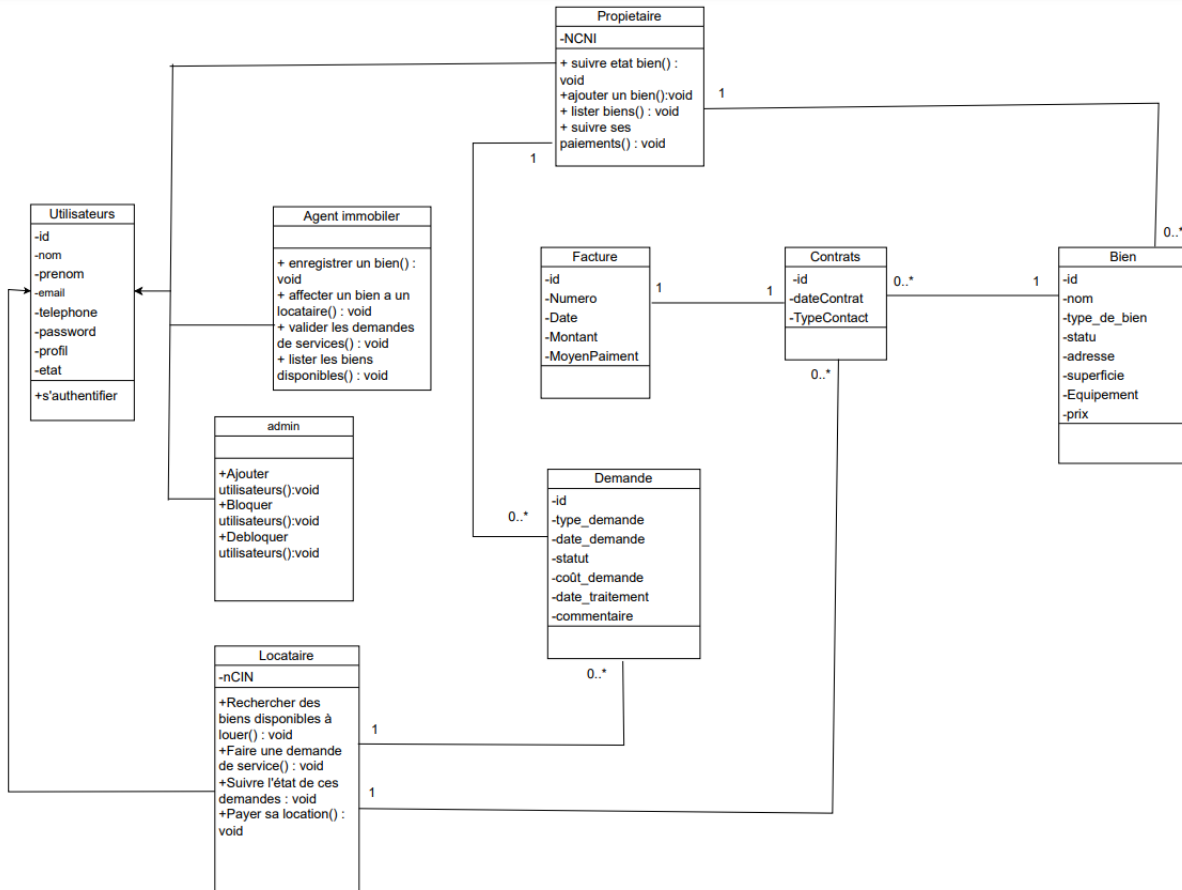 Propietaire
-NCNI
+ suivre etat bien() :
void
+ajouter un bien():void
+ lister biens() : void
+ suivre ses
paiements() : void
1
1
0..*
Utilisateurs
-id
-nom
-prenom
-email
-telephone
-password
-profil
-etat
+s'authentifier
Agent immobiler
+ enregistrer un bien() :
void
+ affecter un bien a un
locataire() : void
+ valider les demandes
de services() : void
+ lister les biens
disponibles() : void
Facture
-id
-Numero
-Date
-Montant
-MoyenPaiment
1
1
Contrats
-id
-dateContrat
-TypeContact
0..*
1
0..*
Bien
-id
-nom
-type_de_bien
-statu
-adresse
-superficie
-Equipement
-prix
admin
+Ajouter
utilisateurs():void
+Bloquer
utilisateurs():void
+Debloquer
utilisateurs():void
0..*
Demande
-id
-type_demande
-date_demande
-statut
-coût_demande
-date_traitement
-commentaire
0..*
Locataire
-nCIN
+Rechercher des
biens disponibles à
louer() : void
+Faire une demande
de service() : void
+Suivre l'état de ces
demandes : void
+Payer sa location() :
void
1
1